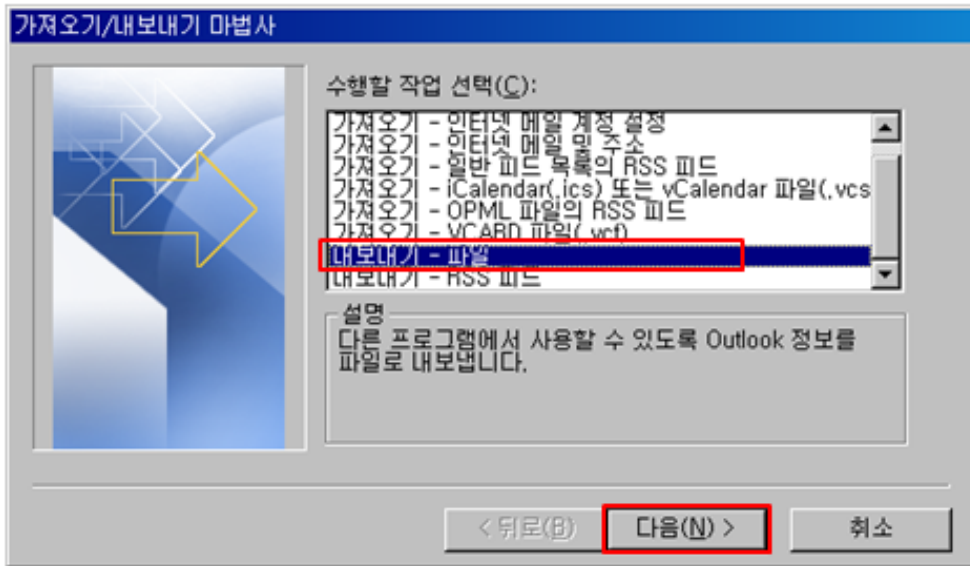 가져오기/내보내기 마법사
수행할 작업 선택(C):
가져오기 - 인터넷 메일 계정 설정
가져오기 - 인터넷 메일 및 주소
가져오기 - 일반 피드 목록의 RSS 피드
가져오기 - iCalendar(.ics) 또는 vCalendar 파일(.vcs
가져오기 - OPML 파일의 RSS 피드
가져오기 - VCARD 파일(.vcf)
내보내기 - 파일
내보내기 - RSS 피드
설명
다른 프로그램에서 사용할 수 있도록 Outlook 정보를
파일로 내보냅니다.
< 뒤로(B) 다음(N) > 취소